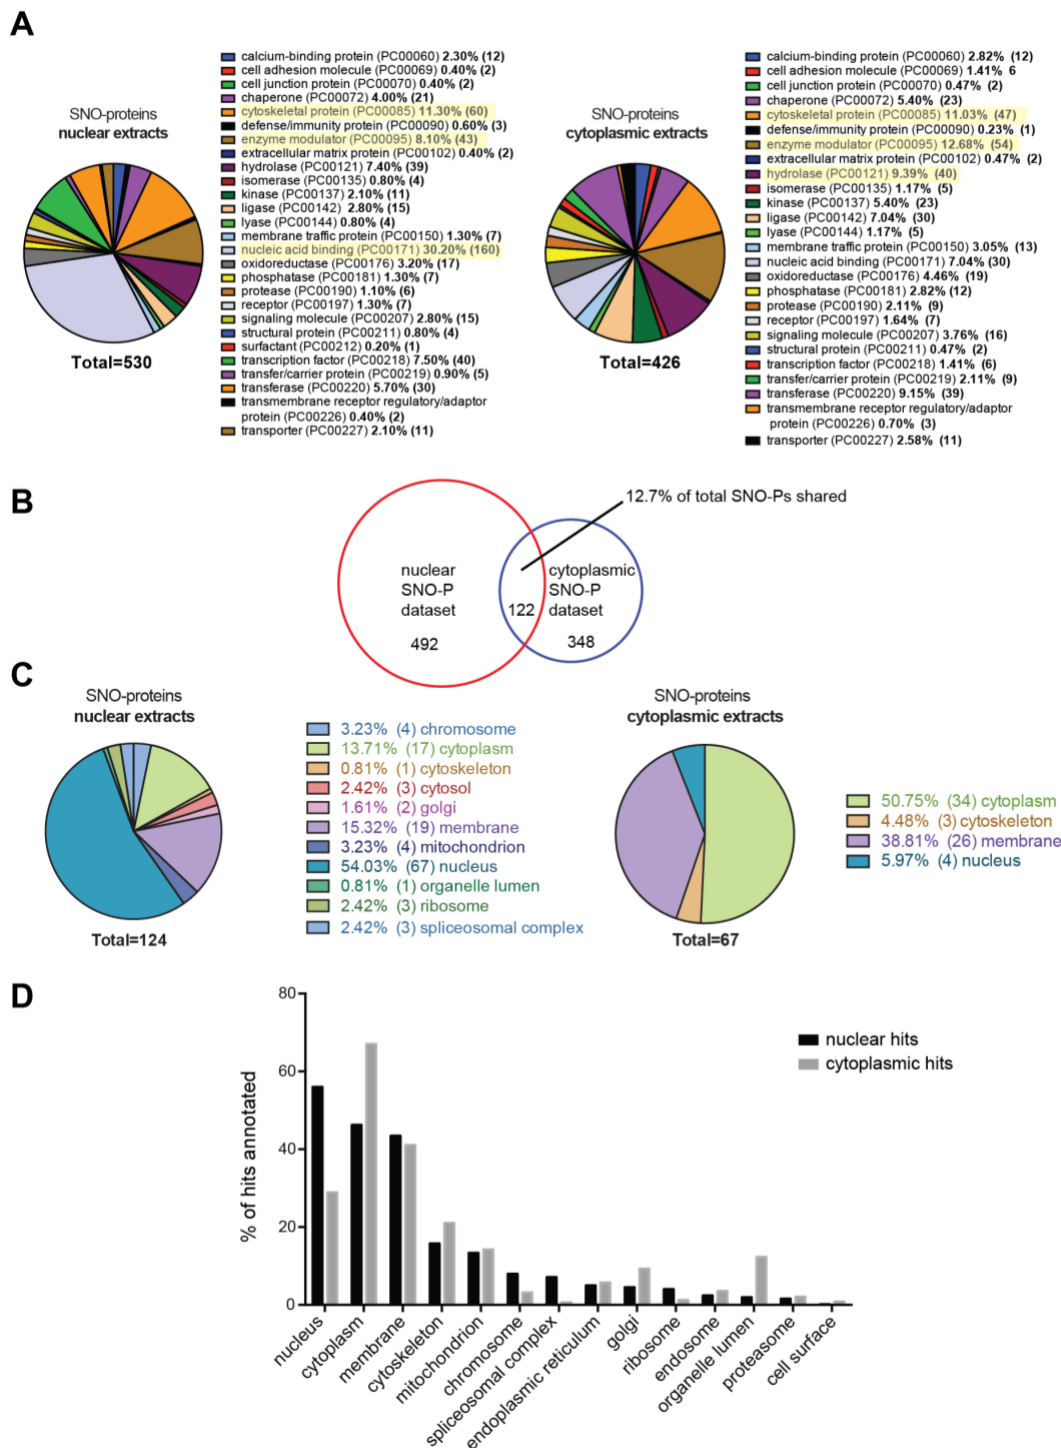 A
SNO-proteins
nuclear extracts
Total=530
calcium-binding protein (PC00060) 2.30% (12)
cell adhesion molecule (PC00069) 0.40% (2)
cell junction protein (PC00070) 0.40% (2)
chaperone (PC00072) 4.00% (21)
cytoskeletal protein (PC00085) 11.30% (60)
defense/immunity protein (PC00090) 0.60% (3)
enzyme modulator (PC00095) 8.10% (43)
extracellular matrix protein (PC00102) 0.40% (2)
hydrolase (PC00121) 7.40% (39)
isomerase (PC00135) 0.80% (4)
kinase (PC00137) 2.10% (11)
ligase (PC00142) 2.80% (15)
lyase (PC00144) 0.80% (4)
membrane traffic protein (PC00150) 1.30% (7)
nucleic acid binding (PC00171) 30.20% (160)
oxidoreductase (PC00176) 3.20% (17)
phosphatase (PC00181) 1.30% (7)
protease (PC00190) 1.10% (6)
receptor (PC00197) 1.30% (7)
signaling molecule (PC00207) 2.80% (15)
structural protein (PC00211) 0.80% (4)
surfactant (PC00212) 0.20% (1)
transcription factor (PC00218) 7.50% (40)
transfer/carrier protein (PC00219) 0.90% (5)
transferase (PC00220) 5.70% (30)
transmembrane receptor regulatory/adaptor
protein (PC00226) 0.40% (2)
transporter (PC00227) 2.10% (11)
SNO-proteins
cytoplasmic extracts
Total=426
calcium-binding protein (PC00060) 2.82% (12)
cell adhesion molecule (PC00069) 1.41% 6
cell junction protein (PC00070) 0.47% (2)
chaperone (PC00072) 5.40% (23)
cytoskeletal protein (PC00085) 11.03% (47)
defense/immunity protein (PC00090) 0.23% (1)
enzyme modulator (PC00095) 12.68% (54)
extracellular matrix protein (PC00102) 0.47% (2)
hydrolase (PC00121) 9.39% (40)
isomerase (PC00135) 1.17% (5)
kinase (PC00137) 5.40% (23)
ligase (PC00142) 7.04% (30)
lyase (PC00144) 1.17% (5)
membrane traffic protein (PC00150) 3.05% (13)
nucleic acid binding (PC00171) 7.04% (30)
oxidoreductase (PC00176) 4.46% (19)
phosphatase (PC00181) 2.82% (12)
protease (PC00190) 2.11% (9)
receptor (PC00197) 1.64% (7)
signaling molecule (PC00207) 3.76% (16)
structural protein (PC00211) 0.47% (2)
transcription factor (PC00218) 1.41% (6)
transfer/carrier protein (PC00219) 2.11% (9)
transferase (PC00220) 9.15% (39)
transmembrane receptor regulatory/adaptor
protein (PC00226) 0.70% (3)
transporter (PC00227) 2.58% (11)
B
12.7% of total SNO-Ps shared
nuclear
SNO-P
dataset
492
122
cytoplasmic
SNO-P
dataset
348
C
SNO-proteins
nuclear extracts
Total=124
3.23% (4) chromosome
13.71% (17) cytoplasm
0.81% (1) cytoskeleton
2.42% (3) cytosol
1.61% (2) golgi
15.32% (19) membrane
3.23% (4) mitochondrion
54.03% (67) nucleus
0.81% (1) organelle lumen
2.42% (3) ribosome
2.42% (3) spliceosomal complex
SNO-proteins
cytoplasmic extracts
Total=67
50.75% (34) cytoplasm
4.48% (3) cytoskeleton
38.81% (26) membrane
5.97% (4) nucleus
D
% of hits annotated
80
60
40
20
0
nuclear hits
cytoplasmic hits
nucleus
cytoplasm
membrane
cytoskeleton
mitochondrion
chromosome
spliceosomal complex
endoplasmic reticulum
golgi
ribosome
endosome
organelle lumen
proteasome
cell surface